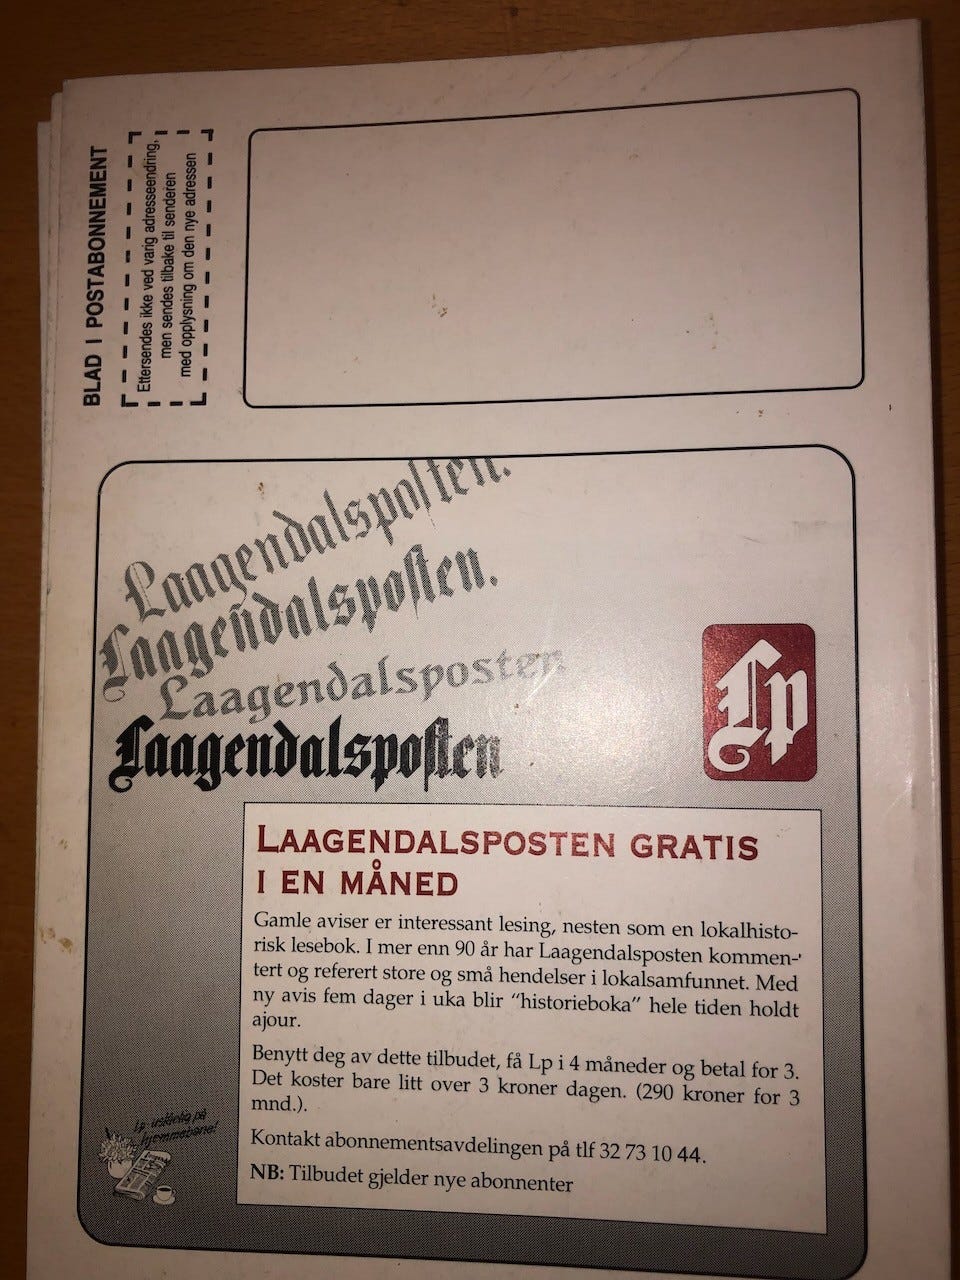 BLAD I POSTABONNEMENT
Ettersendes ikke ved varig adresseendring,
men sendes tilbake til senderen
med opplysning om den nye adressen
Laagendalsposten.
Laagendalsposten.
Laagendalsposten
Laagendalsposten
Lp
LAAGENDALSPOSTEN GRATIS
I EN MÅNED
Gamle aviser er interessant lesing, nesten som en lokalhisto-
risk lesebok. I mer enn 90 år har Laagendalsposten kommen-
tert og referert store og små hendelser i lokalsamfunnet. Med
ny avis fem dager i uka blir "historieboka" hele tiden holdt
ajour.
Benytt deg av dette tilbudet, få Lp i 4 måneder og betal for 3.
Det koster bare litt over 3 kroner dagen. (290 kroner for 3
mnd.).
Kontakt abonnementsavdelingen på tlf 32 73 10 44.
NB: Tilbudet gjelder nye abonnenter
Lp - uslåelig på
hjemmebane!